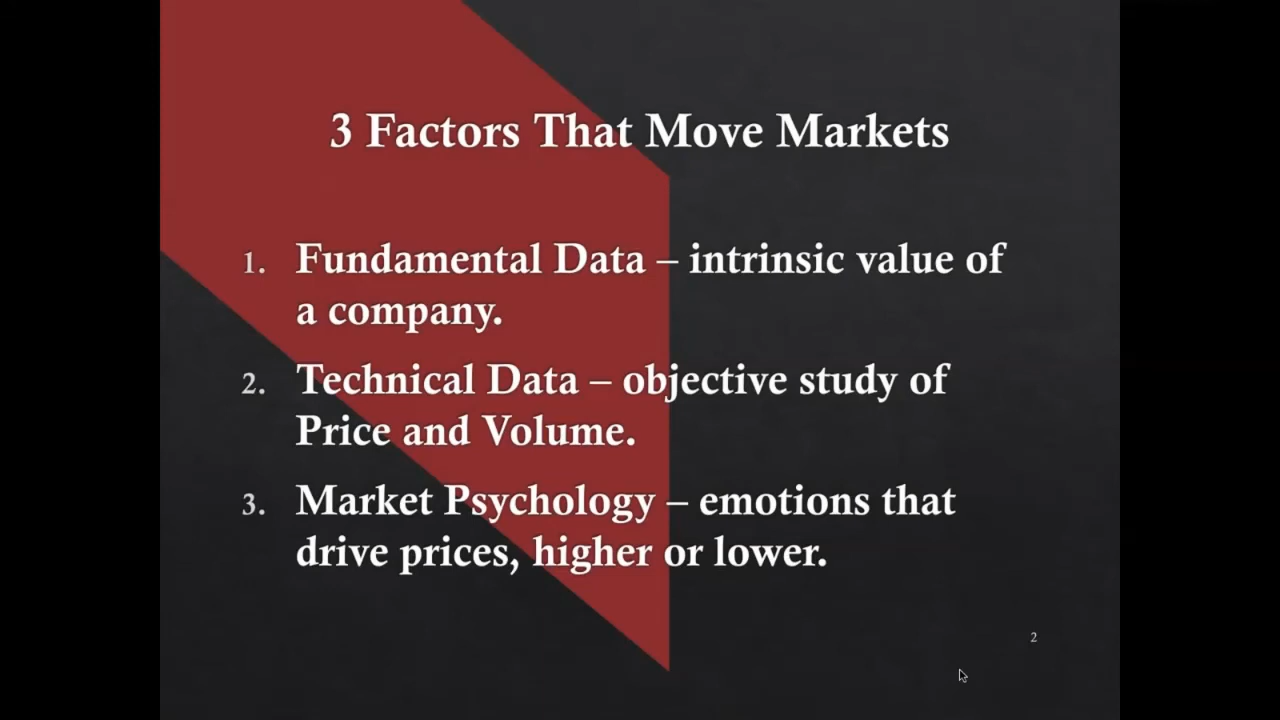 3 Factors That Move Markets
1. Fundamental Data – intrinsic value of
a company.
2. Technical Data – objective study of
Price and Volume.
3. Market Psychology – emotions that
drive prices, higher or lower.
2